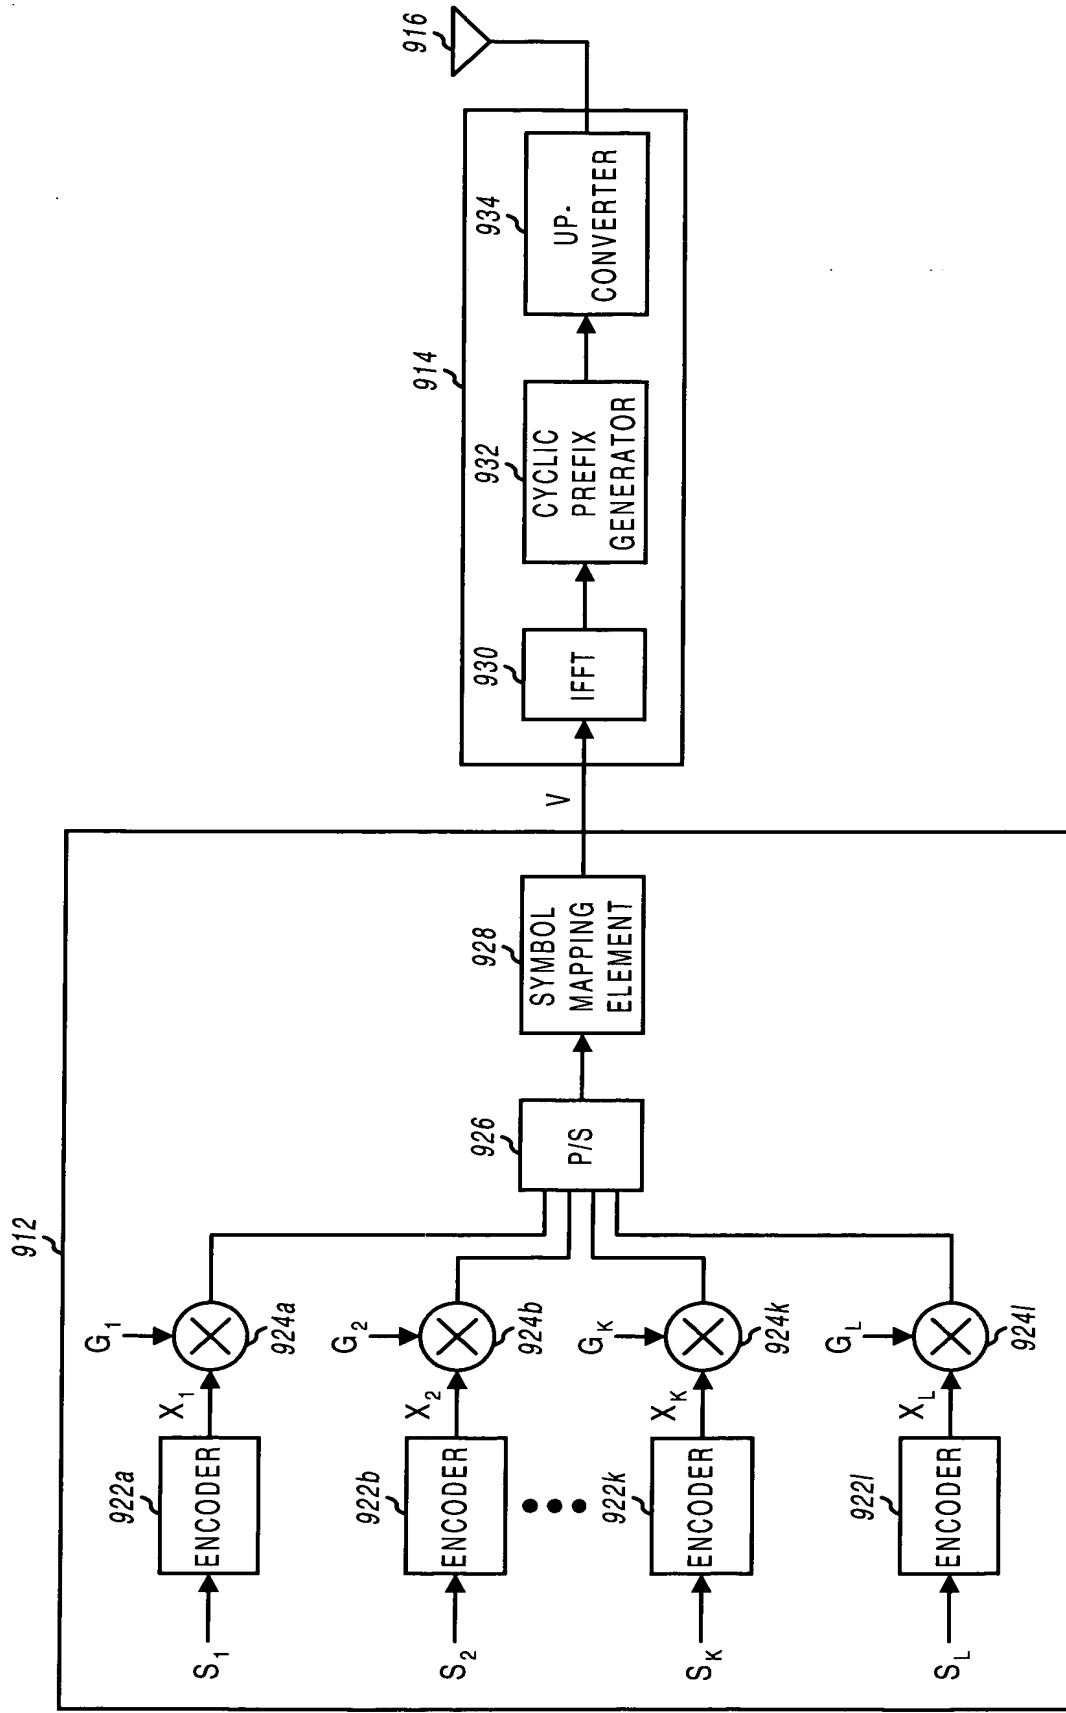 912
S1
ENCODER
922a
X1
G1
924a
S2
ENCODER
922b
X2
G2
924b
SK
ENCODER
922k
XK
GK
924k
SL
ENCODER
922l
XL
GL
924l
926
P/S
928
SYMBOL
MAPPING
ELEMENT
V
914
930
IFFT
932
CYCLIC
PREFIX
GENERATOR
934
UP-
CONVERTER
916